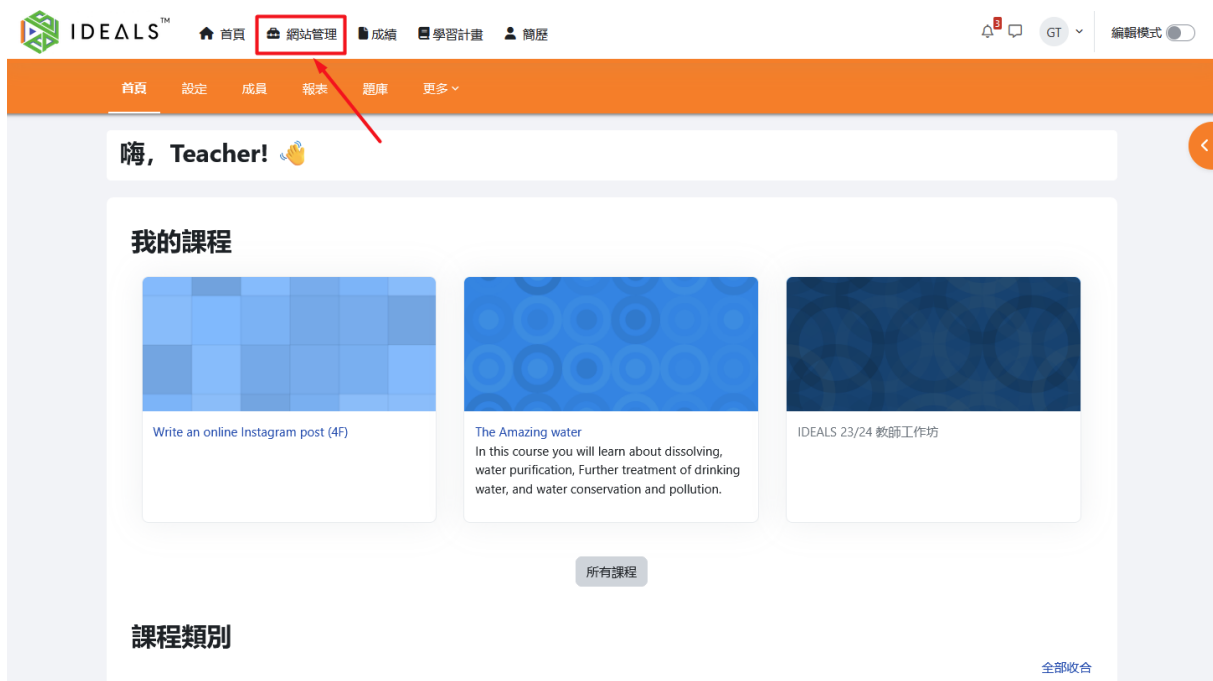 IDEALS™ 首頁 網站管理 成績 學習計畫 簡歷 3 GT 編輯模式
首頁 設定 成員 報表 題庫 更多
嗨，Teacher! 👋
我的課程
Write an online Instagram post (4F)
The Amazing water
In this course you will learn about dissolving,
water purification, Further treatment of drinking
water, and water conservation and pollution.
IDEALS 23/24 教師工作坊
所有課程
課程類別
全部收合